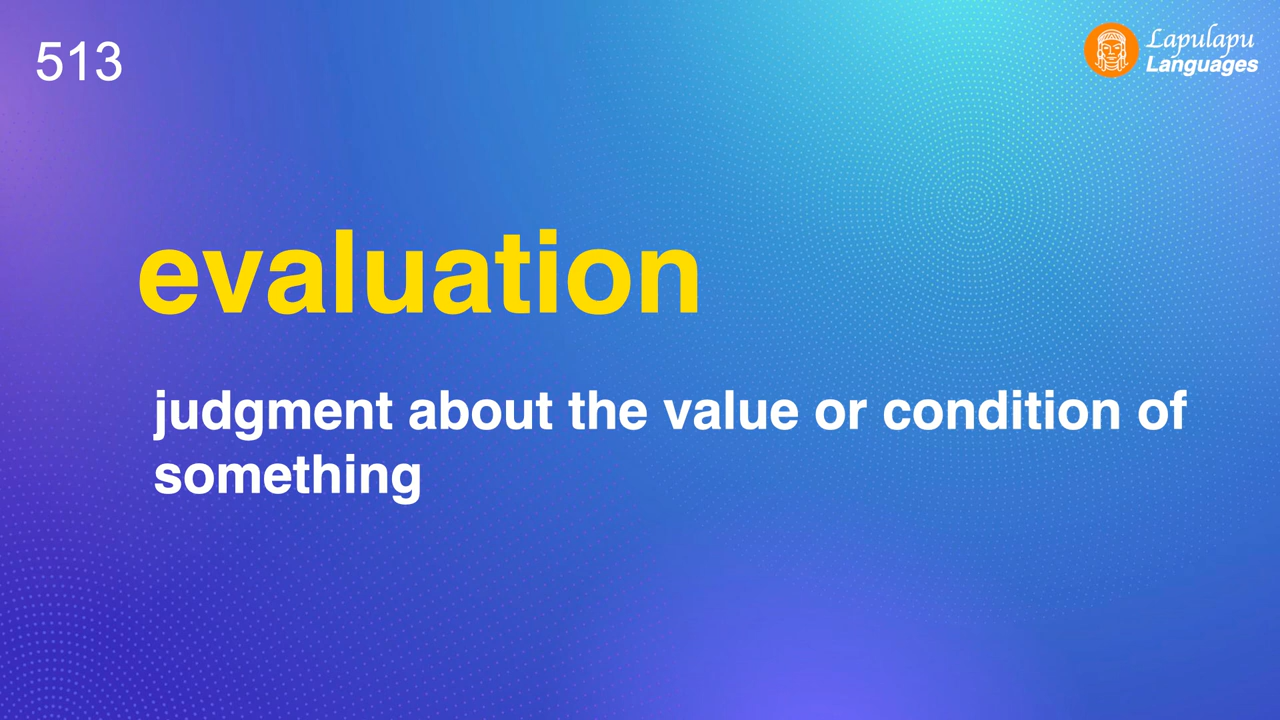 513
Lapulapu
Languages
evaluation
judgment about the value or condition of
something